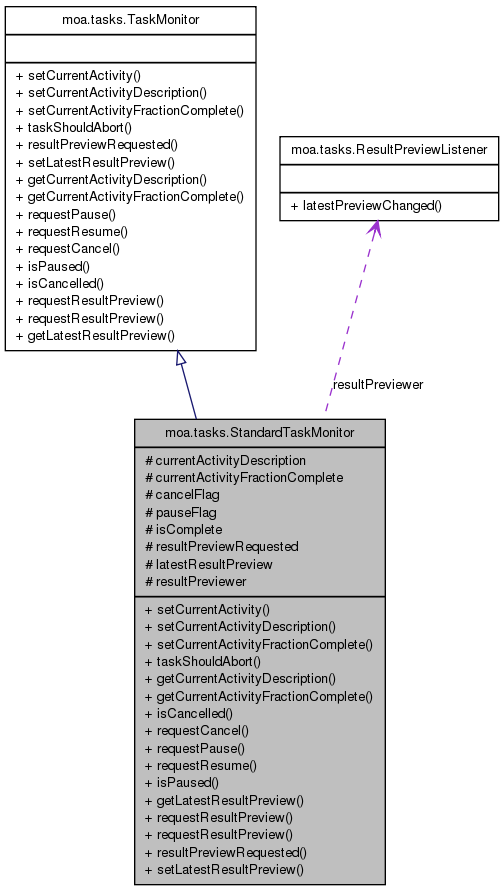 moa.tasks.TaskMonitor
+ setCurrentActivity()
+ setCurrentActivityDescription()
+ setCurrentActivityFractionComplete()
+ taskShouldAbort()
+ resultPreviewRequested()
+ setLatestResultPreview()
+ getCurrentActivityDescription()
+ getCurrentActivityFractionComplete()
+ requestPause()
+ requestResume()
+ requestCancel()
+ isPaused()
+ isCancelled()
+ requestResultPreview()
+ requestResultPreview()
+ getLatestResultPreview()
moa.tasks.ResultPreviewListener
+ latestPreviewChanged()
resultPreviewer
moa.tasks.StandardTaskMonitor
# currentActivityDescription
# currentActivityFractionComplete
# cancelFlag
# pauseFlag
# isComplete
# resultPreviewRequested
# latestResultPreview
# resultPreviewer
+ setCurrentActivity()
+ setCurrentActivityDescription()
+ setCurrentActivityFractionComplete()
+ taskShouldAbort()
+ getCurrentActivityDescription()
+ getCurrentActivityFractionComplete()
+ isCancelled()
+ requestCancel()
+ requestPause()
+ requestResume()
+ isPaused()
+ getLatestResultPreview()
+ requestResultPreview()
+ requestResultPreview()
+ resultPreviewRequested()
+ setLatestResultPreview()